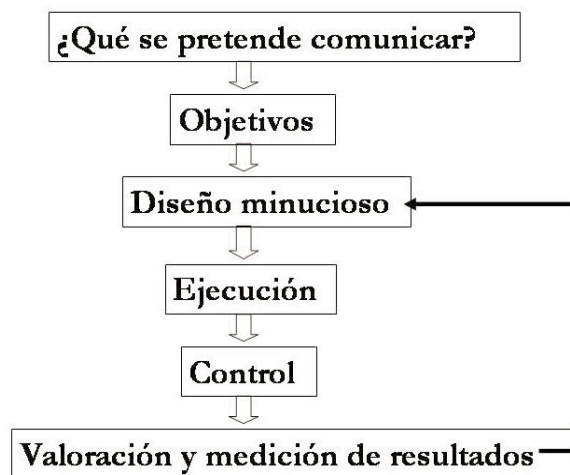 ¿Qué se pretende comunicar?
Objetivos
Diseño minucioso
Ejecución
Control
Valoración y medición de resultados